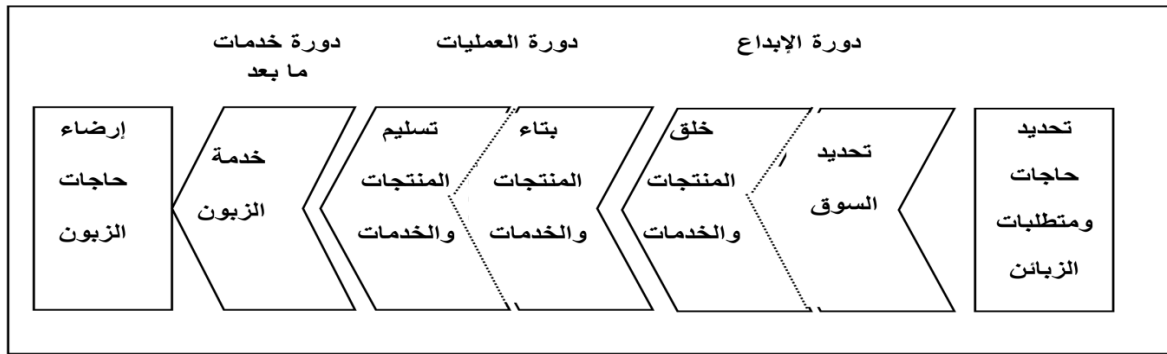 دورة الإبداع
دورة العمليات
دورة خدمات
ما بعد
تحديد
حاجات
ومتطلبات
الزبائن
تحديد
السوق
خلق
المنتجات
والخدمات
بتاء
المنتجات
والخدمات
تسليم
المنتجات
والخدمات
خدمة
الزبون
إرضاء
حاجات
الزبون